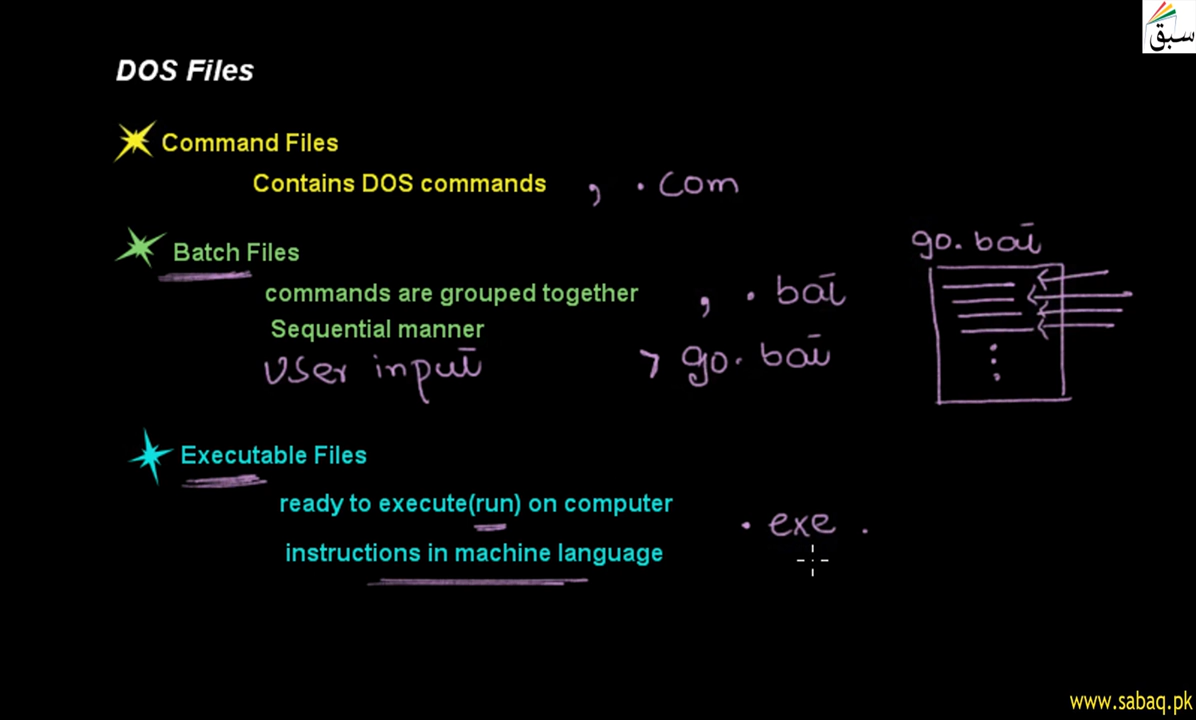 سبق
DOS Files
Command Files
Contains DOS commands , .com
go.bat
Batch Files
commands are grouped together , .bat
Sequential manner
User input > go.bat
Executable Files
ready to execute(run) on computer
.exe .
instructions in machine language
www.sabaq.pk